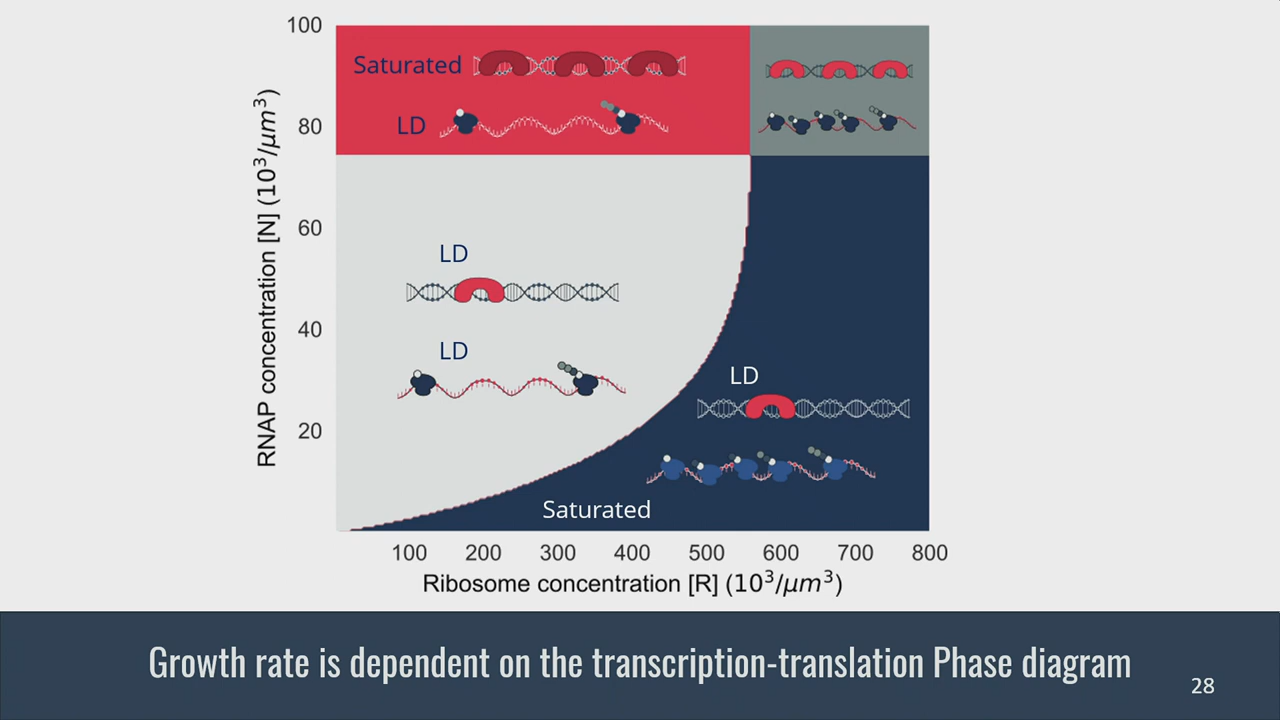 100
80
60
40
20
RNAP concentration [N] (10³/μm³)
Saturated
LD
LD
LD
LD
Saturated
100 200 300 400 500 600 700 800
Ribosome concentration [R] (10³/μm³)
Growth rate is dependent on the transcription-translation Phase diagram
28